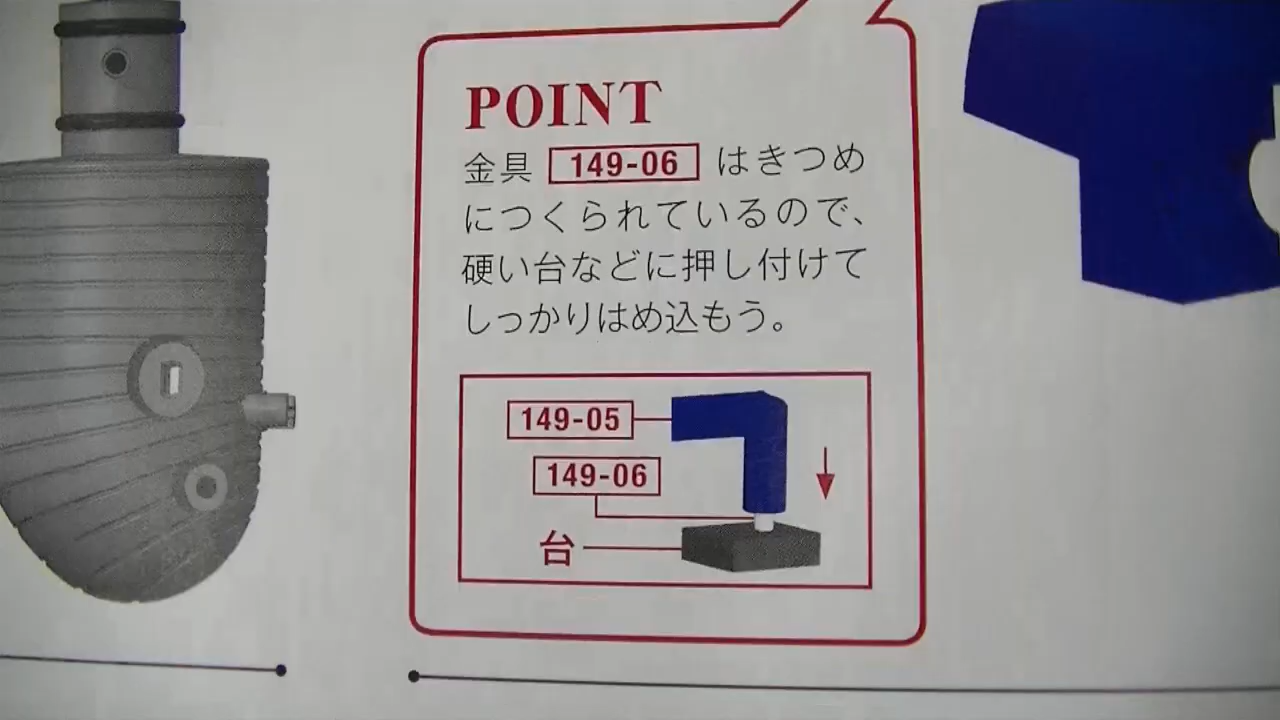 POINT
金具 149-06 はきつめ
につくられているので、
硬い台などに押し付けて
しっかりはめ込もう。
149-05
149-06
台